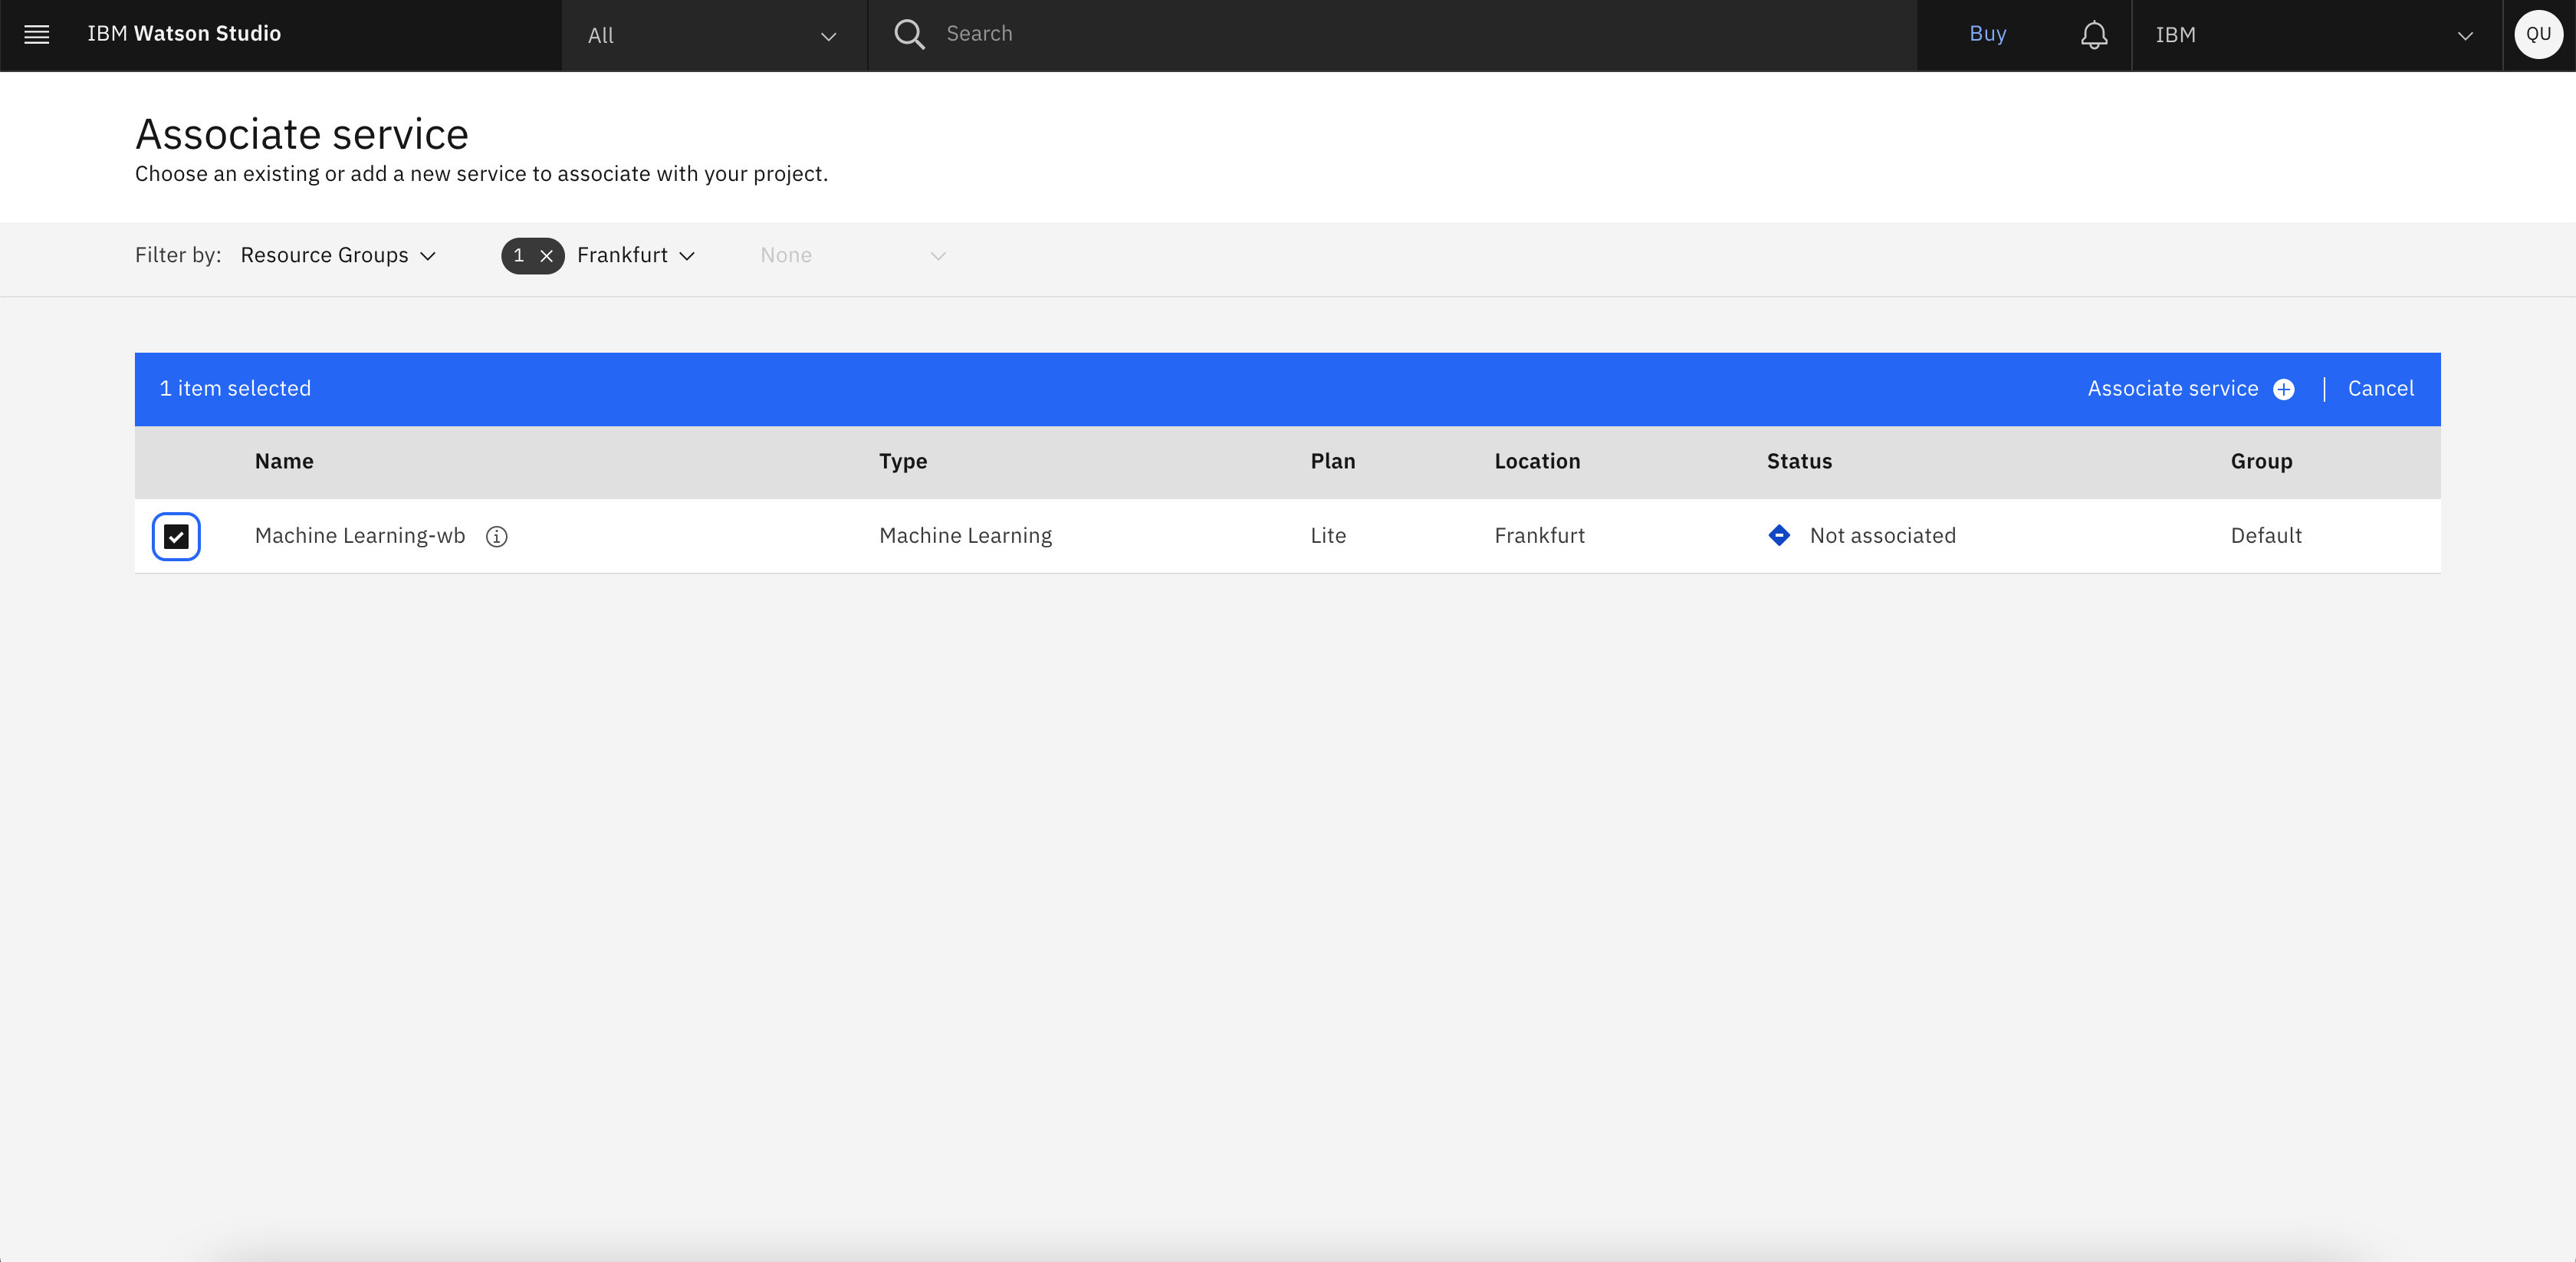 IBM Watson Studio All Search Buy IBM QU
Associate service
Choose an existing or add a new service to associate with your project.
Filter by: Resource Groups 1 Frankfurt None
1 item selected Associate service Cancel
Name Type Plan Location Status Group
Machine Learning-wb Machine Learning Lite Frankfurt Not associated Default